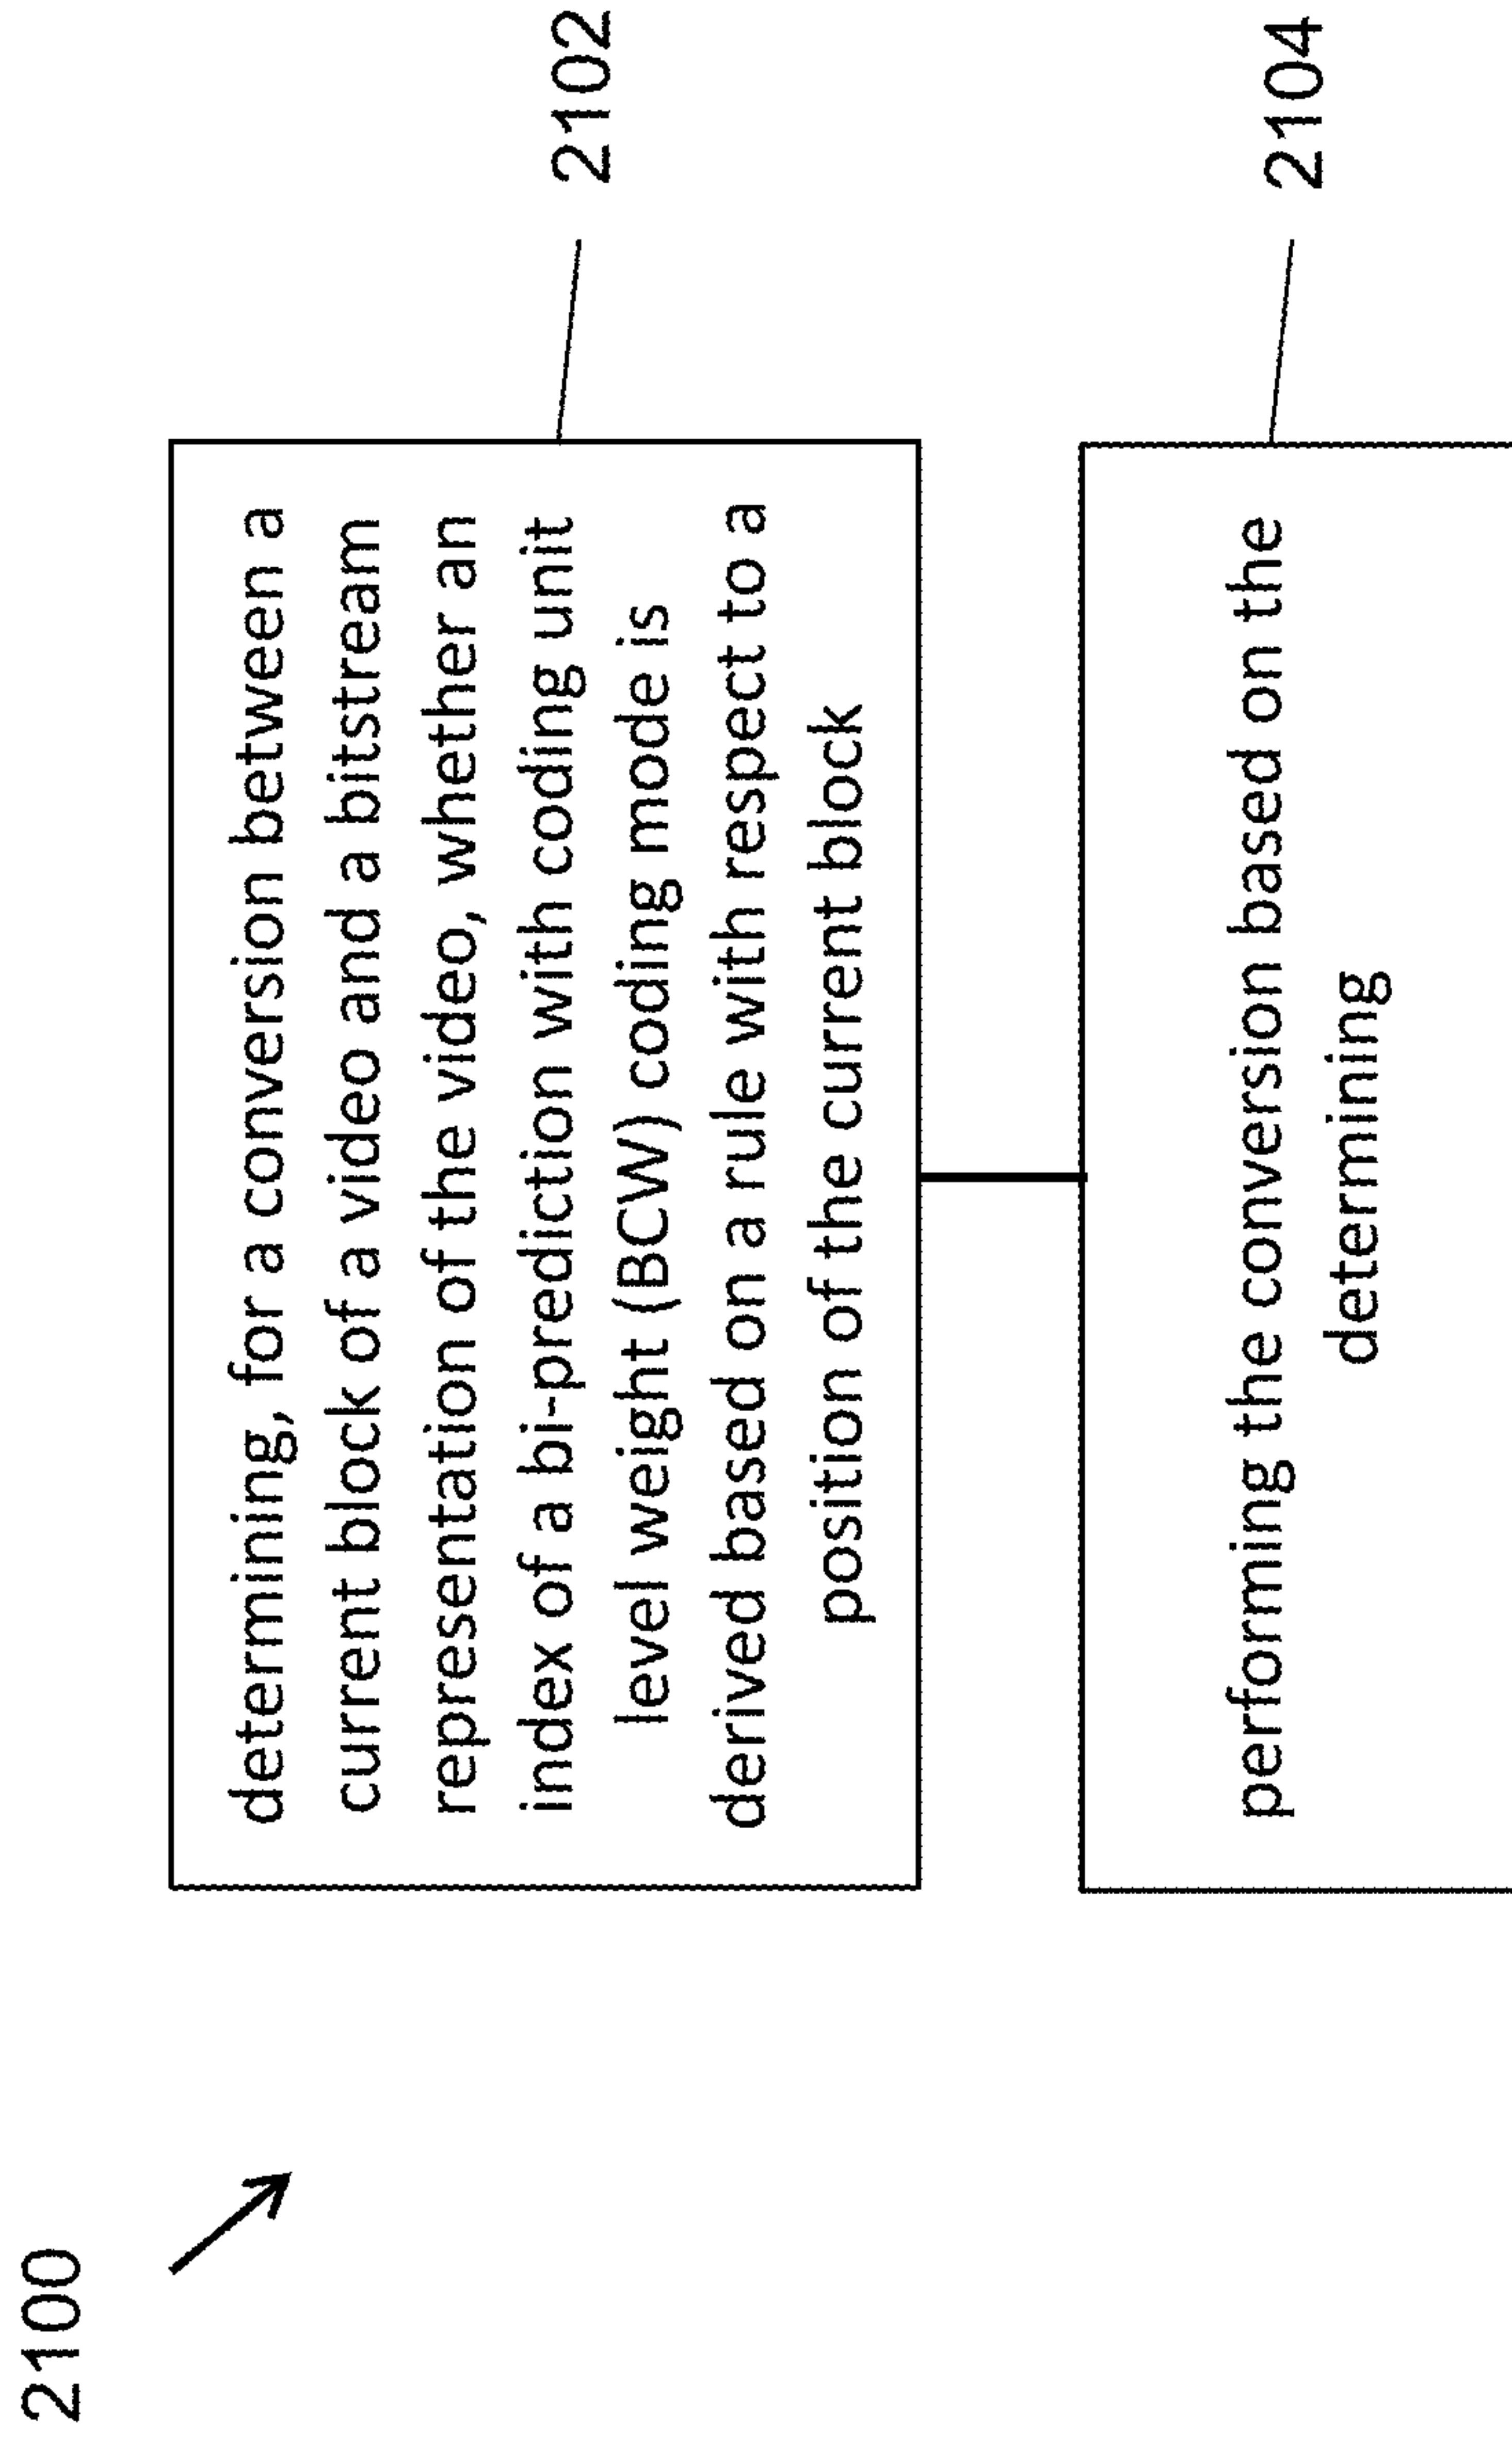 2100
determining, for a conversion between a
current block of a video and a bitstream
representation of the video, whether an
index of a bi-prediction with coding unit
level weight (BCW) coding mode is
derived based on a rule with respect to a
position of the current block
2102
performing the conversion based on the
determining
2104